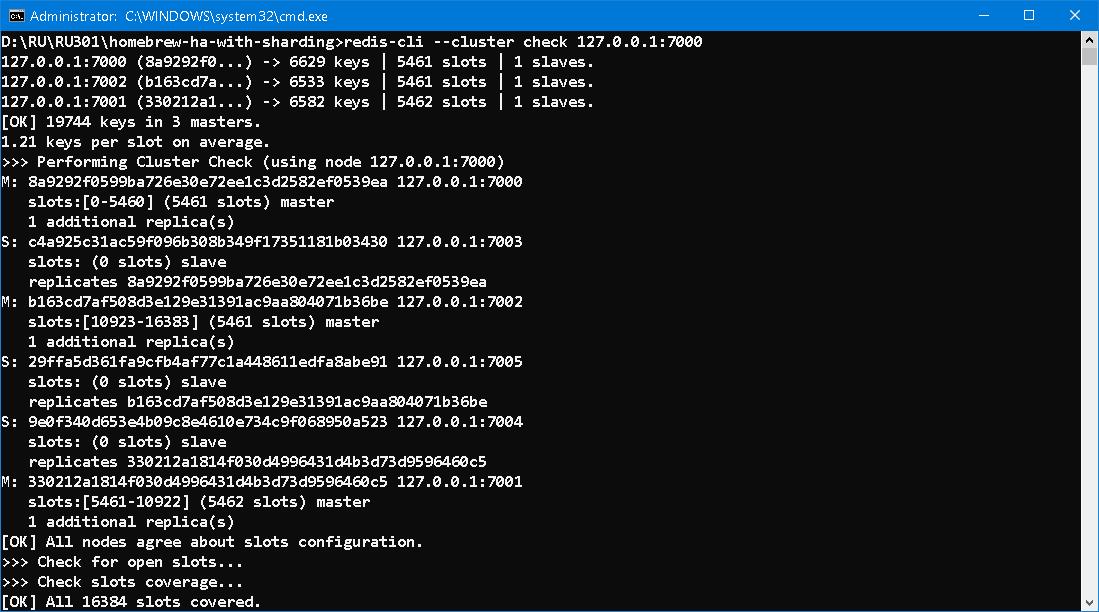 Administrator: C:\WINDOWS\system32\cmd.exe
D:\RU\RU301\homebrew-ha-with-sharding>redis-cli --cluster check 127.0.0.1:7000
127.0.0.1:7000 (8a9292f0...) -> 6629 keys | 5461 slots | 1 slaves.
127.0.0.1:7002 (b163cd7a...) -> 6533 keys | 5461 slots | 1 slaves.
127.0.0.1:7001 (330212a1...) -> 6582 keys | 5462 slots | 1 slaves.
[OK] 19744 keys in 3 masters.
1.21 keys per slot on average.
>>> Performing Cluster Check (using node 127.0.0.1:7000)
M: 8a9292f0599ba726e30e72ee1c3d2582ef0539ea 127.0.0.1:7000
   slots:[0-5460] (5461 slots) master
   1 additional replica(s)
S: c4a925c31ac59f096b308b349f17351181b03430 127.0.0.1:7003
   slots: (0 slots) slave
   replicates 8a9292f0599ba726e30e72ee1c3d2582ef0539ea
M: b163cd7af508d3e129e31391ac9aa804071b36be 127.0.0.1:7002
   slots:[10923-16383] (5461 slots) master
   1 additional replica(s)
S: 29ffa5d361fa9cfb4af77c1a448611edfa8abe91 127.0.0.1:7005
   slots: (0 slots) slave
   replicates b163cd7af508d3e129e31391ac9aa804071b36be
S: 9e0f340d653e4b09c8e4610e734c9f068950a523 127.0.0.1:7004
   slots: (0 slots) slave
   replicates 330212a1814f030d4996431d4b3d73d9596460c5
M: 330212a1814f030d4996431d4b3d73d9596460c5 127.0.0.1:7001
   slots:[5461-10922] (5462 slots) master
   1 additional replica(s)
[OK] All nodes agree about slots configuration.
>>> Check for open slots...
>>> Check slots coverage...
[OK] All 16384 slots covered.